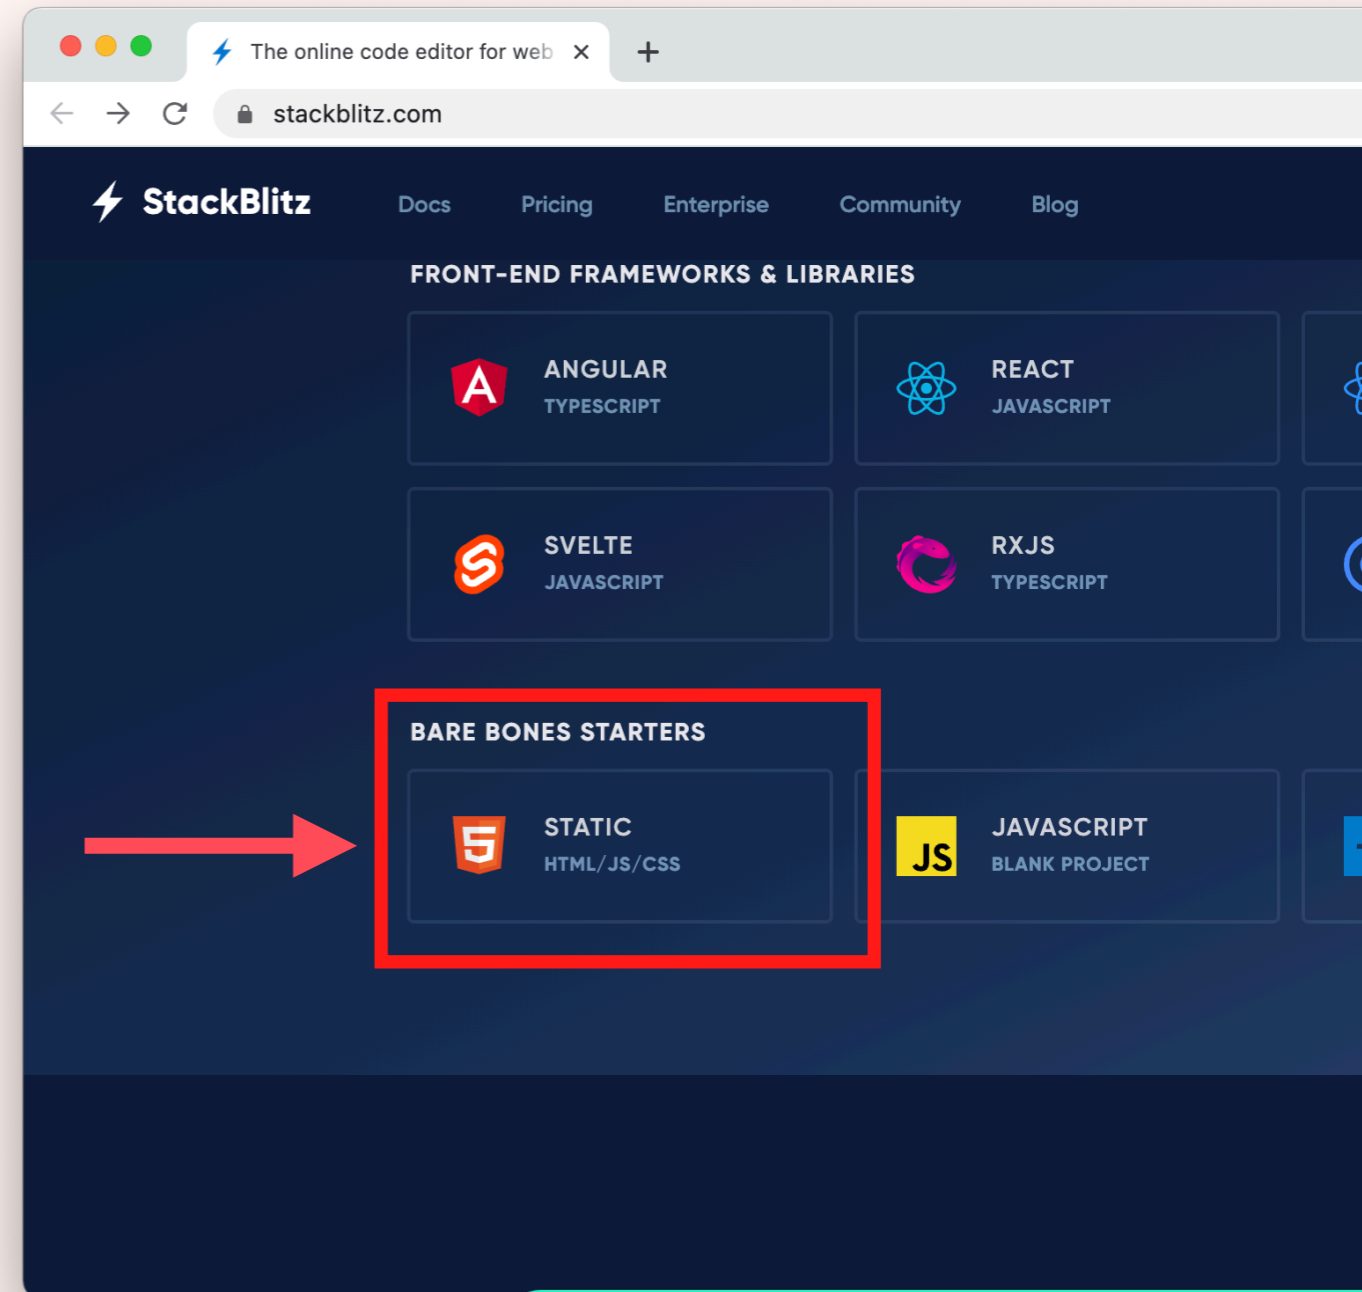 The online code editor for web
stackblitz.com
StackBlitz
Docs
Pricing
Enterprise
Community
Blog
FRONT-END FRAMEWORKS & LIBRARIES
ANGULAR
TYPESCRIPT
REACT
JAVASCRIPT
SVELTE
JAVASCRIPT
RXJS
TYPESCRIPT
BARE BONES STARTERS
STATIC
HTML/JS/CSS
JS
JAVASCRIPT
BLANK PROJECT